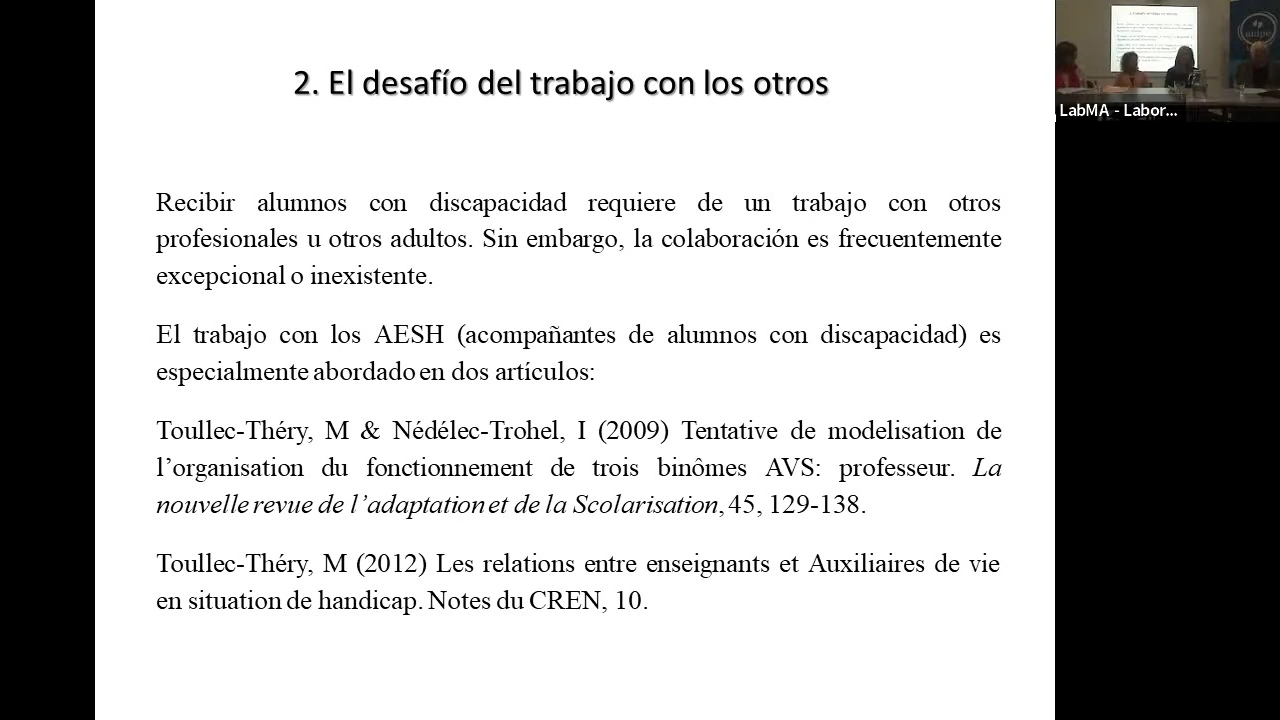 2. El desafío del trabajo con los otros
Recibir alumnos con discapacidad requiere de un trabajo con otros
profesionales u otros adultos. Sin embargo, la colaboración es frecuentemente
excepcional o inexistente.
El trabajo con los AESH (acompañantes de alumnos con discapacidad) es
especialmente abordado en dos artículos:
Toullec-Théry, M & Nédélec-Trohel, I (2009) Tentative de modelisation de
l’organisation du fonctionnement de trois binômes AVS: professeur. La
nouvelle revue de l’adaptation et de la Scolarisation, 45, 129-138.
Toullec-Théry, M (2012) Les relations entre enseignants et Auxiliaires de vie
en situation de handicap. Notes du CREN, 10.
LabMA - Labor...